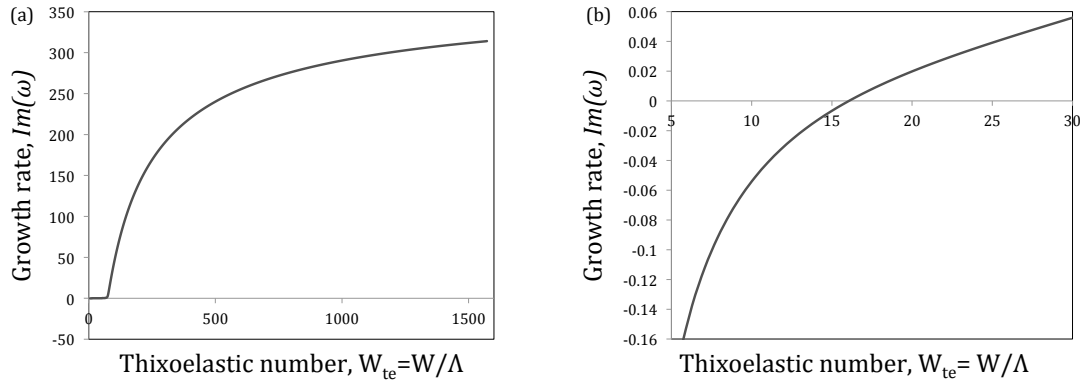 (a)
350
300
250
200
150
100
50
0
-50
0 500 1000 1500
Growth rate, Im(ω)
Thixoelastic number, Wte=W/Λ
(b)
0.06
0.04
0.02
0
-0.02
-0.04
-0.06
-0.08
-0.1
-0.12
-0.14
-0.16
5 10 15 20 25 30
Growth rate, Im(ω)
Thixoelastic number, Wte= W/Λ